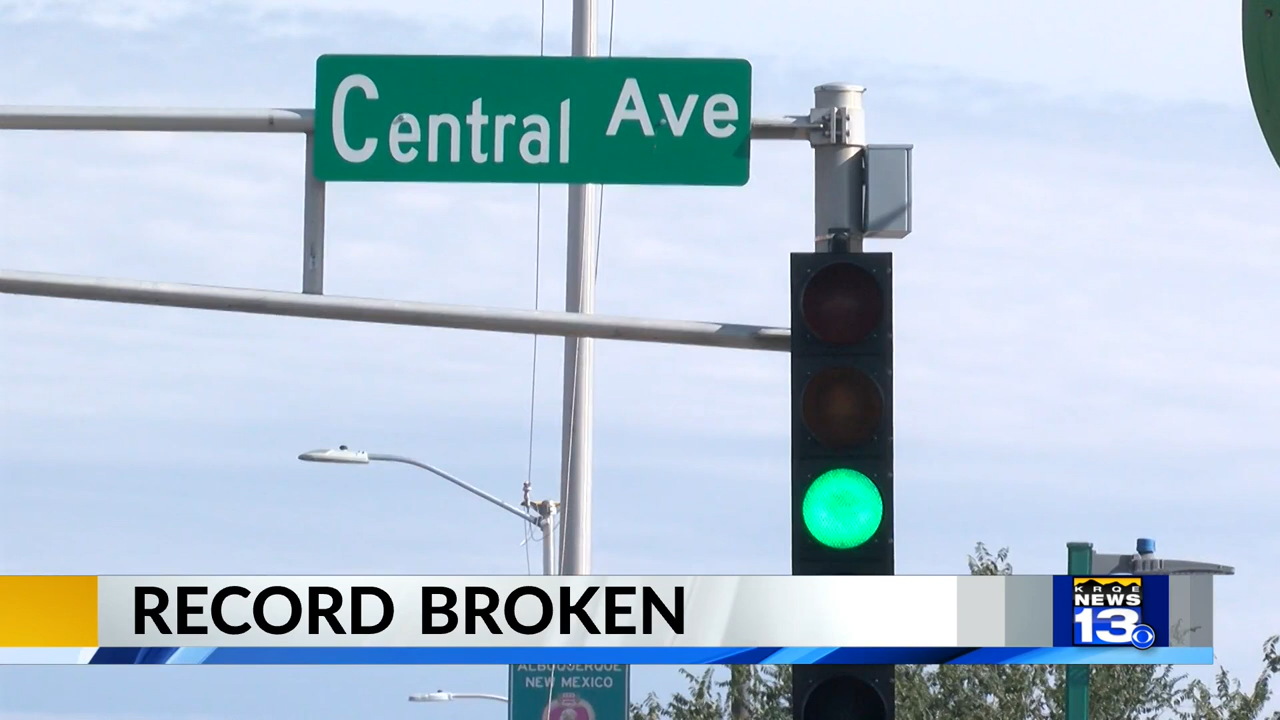 Central Ave
RECORD BROKEN
KRQE
NEWS
13
ALBUQUERQUE
NEW MEXICO